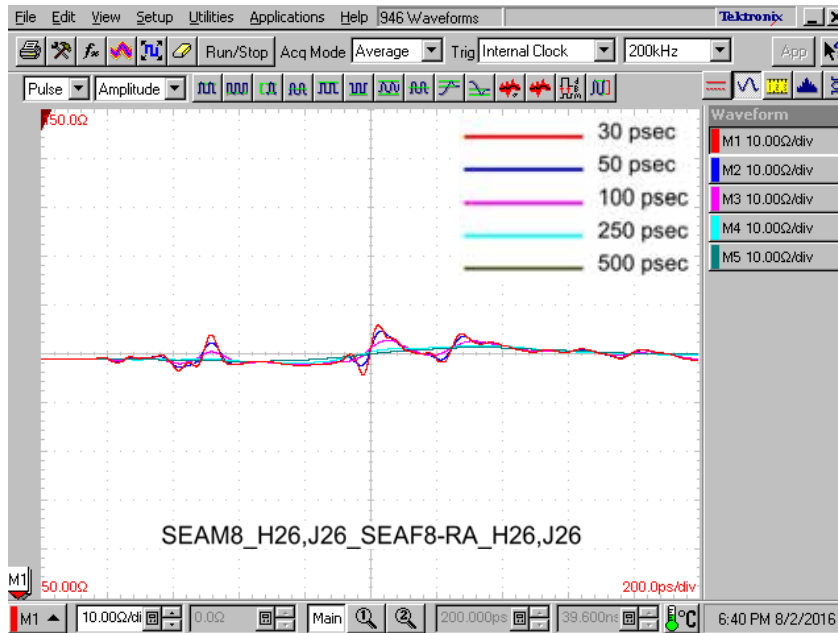 File Edit View Setup Utilities Applications Help 946 Waveforms Tektronix
Run/Stop Acq Mode Average Trig Internal Clock 200kHz App
Pulse Amplitude
150.0Ω
30 psec
50 psec
100 psec
250 psec
500 psec
Waveform
M1 10.00Ω/div
M2 10.00Ω/div
M3 10.00Ω/div
M4 10.00Ω/div
M5 10.00Ω/div
SEAM8_H26,J26_SEAF8-RA_H26,J26
M1
50.00Ω 200.0ps/div
M1 10.00Ω/di 0.0Ω Main 1 2 200.000ps 39.600ns °C 6:40 PM 8/2/2016